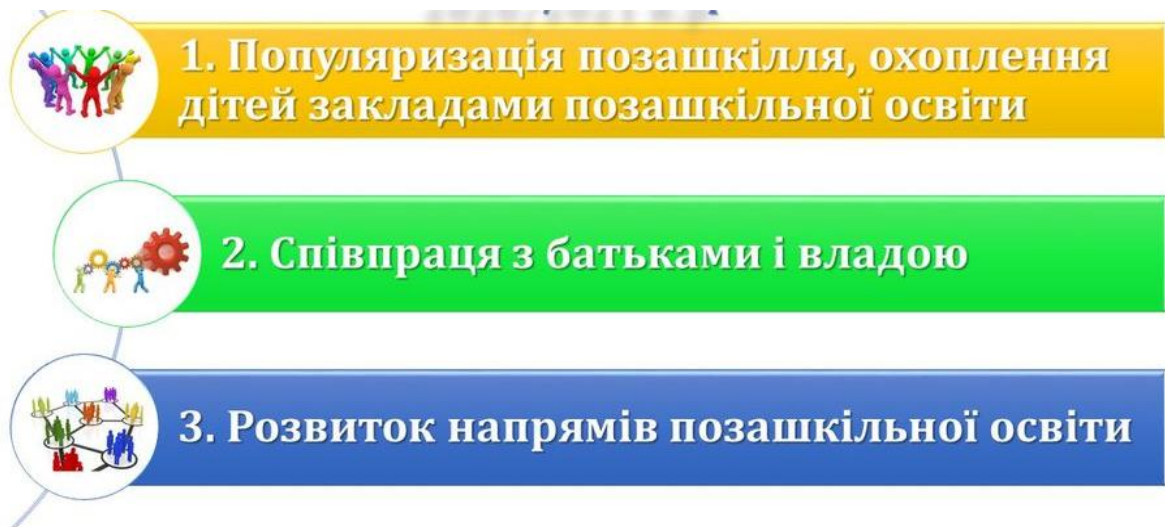 1. Популяризація позашкілля, охоплення
дітей закладами позашкільної освіти
2. Співпраця з батьками і владою
3. Розвиток напрямів позашкільної освіти